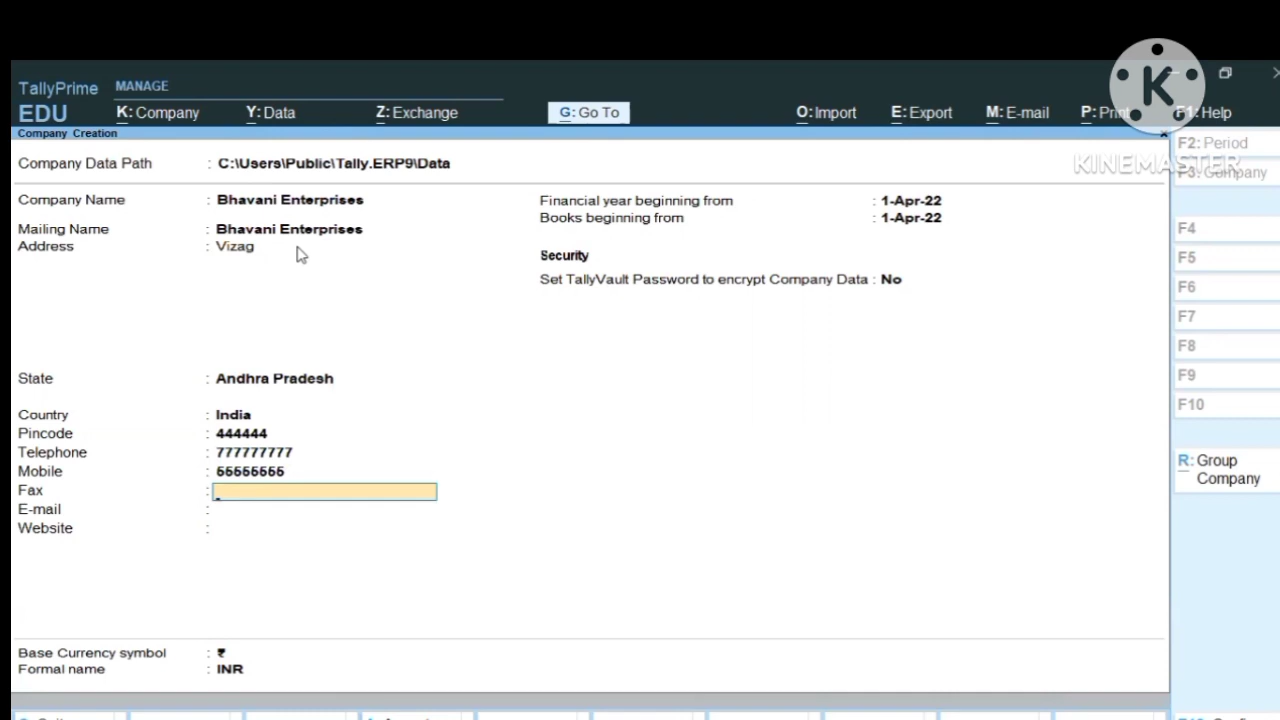 TallyPrime MANAGE
EDU K: Company Y: Data Z: Exchange G: Go To O: Import E: Export M: E-mail P: Print F1: Help
Company Creation
F2: Period
Company Data Path : C:\Users\Public\Tally.ERP9\Data
KINEMASTER
F3: Company
Company Name : Bhavani Enterprises Financial year beginning from : 1-Apr-22
Books beginning from : 1-Apr-22
Mailing Name : Bhavani Enterprises F4
Address : Vizag
Security F5
Set TallyVault Password to encrypt Company Data : No
F6
F7
F8
State : Andhra Pradesh F9
F10
Country : India
Pincode : 444444
Telephone : 777777777 R: Group
Mobile : 66666666 Company
Fax :
E-mail :
Website :
Base Currency symbol : ₹
Formal name : INR